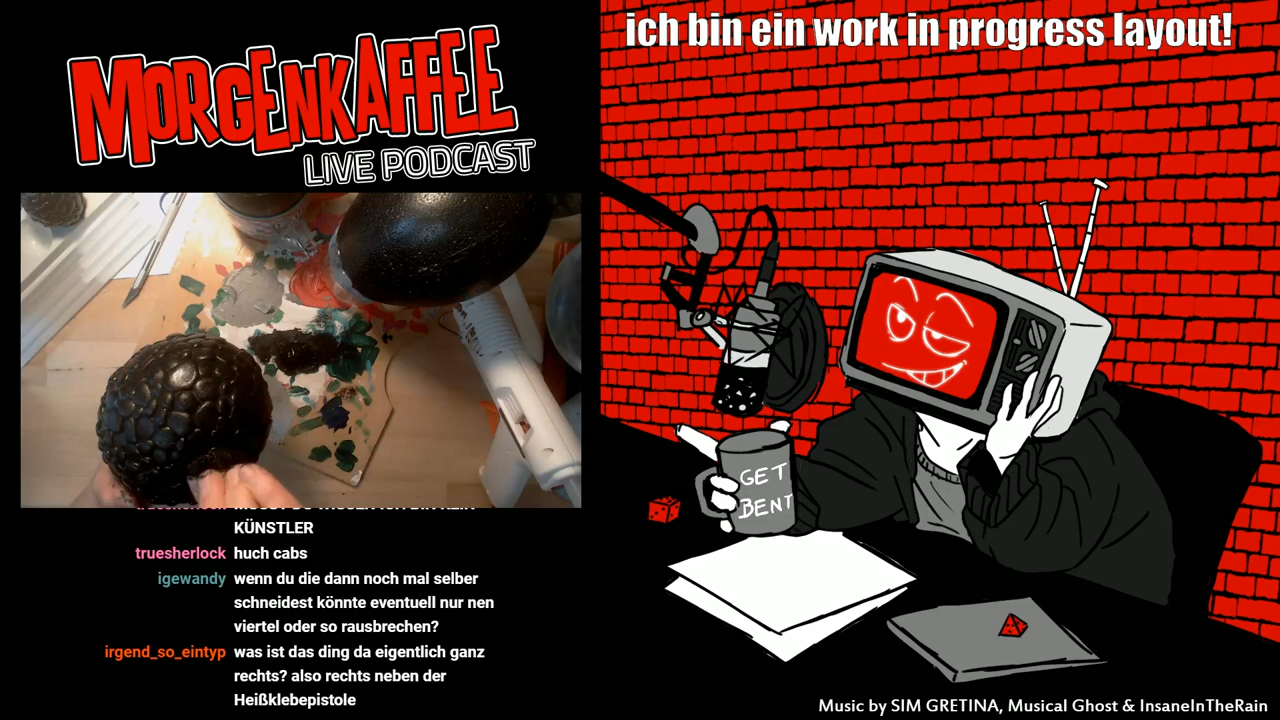 ich bin ein work in progress layout!
MORGENKAFFEE
LIVE PODCAST
GET
BENT
KÜNSTLER
truesherlock huch cabs
igewandy wenn du die dann noch mal selber
schneidest könnte eventuell nur nen
viertel oder so rausbrechen?
irgend_so_eintyp was ist das ding da eigentlich ganz
rechts? also rechts neben der
Heißklebepistole
Music by SIM GRETINA, Musical Ghost & InsaneInTheRain